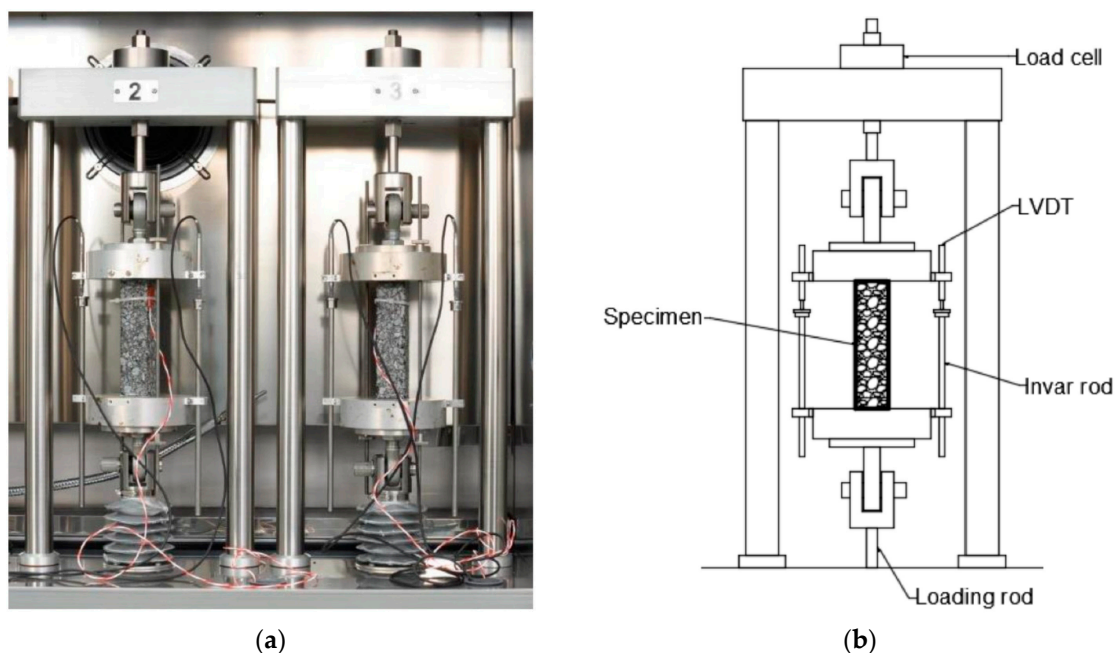 2
3
Load cell
LVDT
Specimen
Invar rod
Loading rod
(a)
(b)